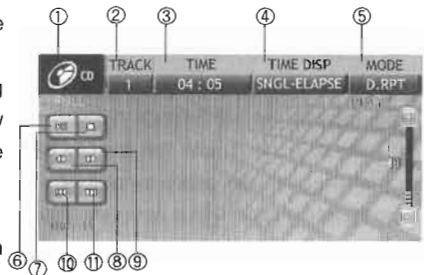 ① ② ③ ④ ⑤
TRACK TIME TIME DISP MODE
CD 1 04 : 05 SNGL-ELAPSE D.RPT
⑥ ⑦ ⑩ ⑪ ⑧ ⑨